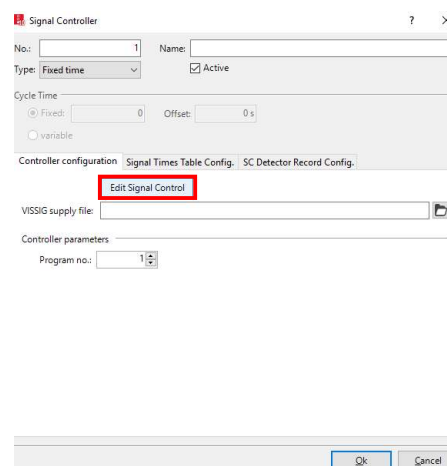 Signal Controller ?
No.: 1 Name:
Type: Fixed time Active
Cycle Time
Fixed: 0 Offset: 0 s
variable
Controller configuration Signal Times Table Config. SC Detector Record Config.
Edit Signal Control
VISSIG supply file:
Controller parameters
Program no.: 1
Ok Cancel